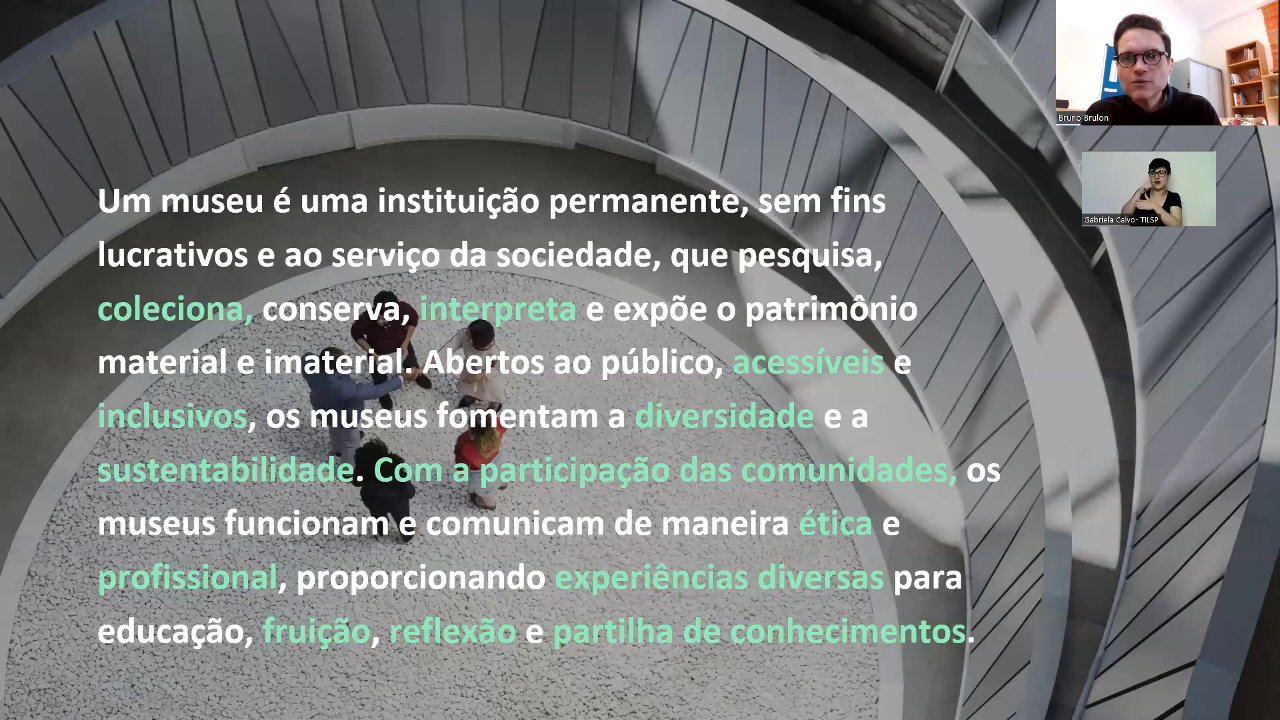 Um museu é uma instituição permanente, sem fins
lucrativos e ao serviço da sociedade, que pesquisa,
coleciona, conserva, interpreta e expõe o patrimônio
material e imaterial. Abertos ao público, acessíveis e
inclusivos, os museus fomentam a diversidade e a
sustentabilidade. Com a participação das comunidades, os
museus funcionam e comunicam de maneira ética e
profissional, proporcionando experiências diversas para
educação, fruição, reflexão e partilha de conhecimentos.
Bruno Brulon
Gabriela Calvo- TILSP